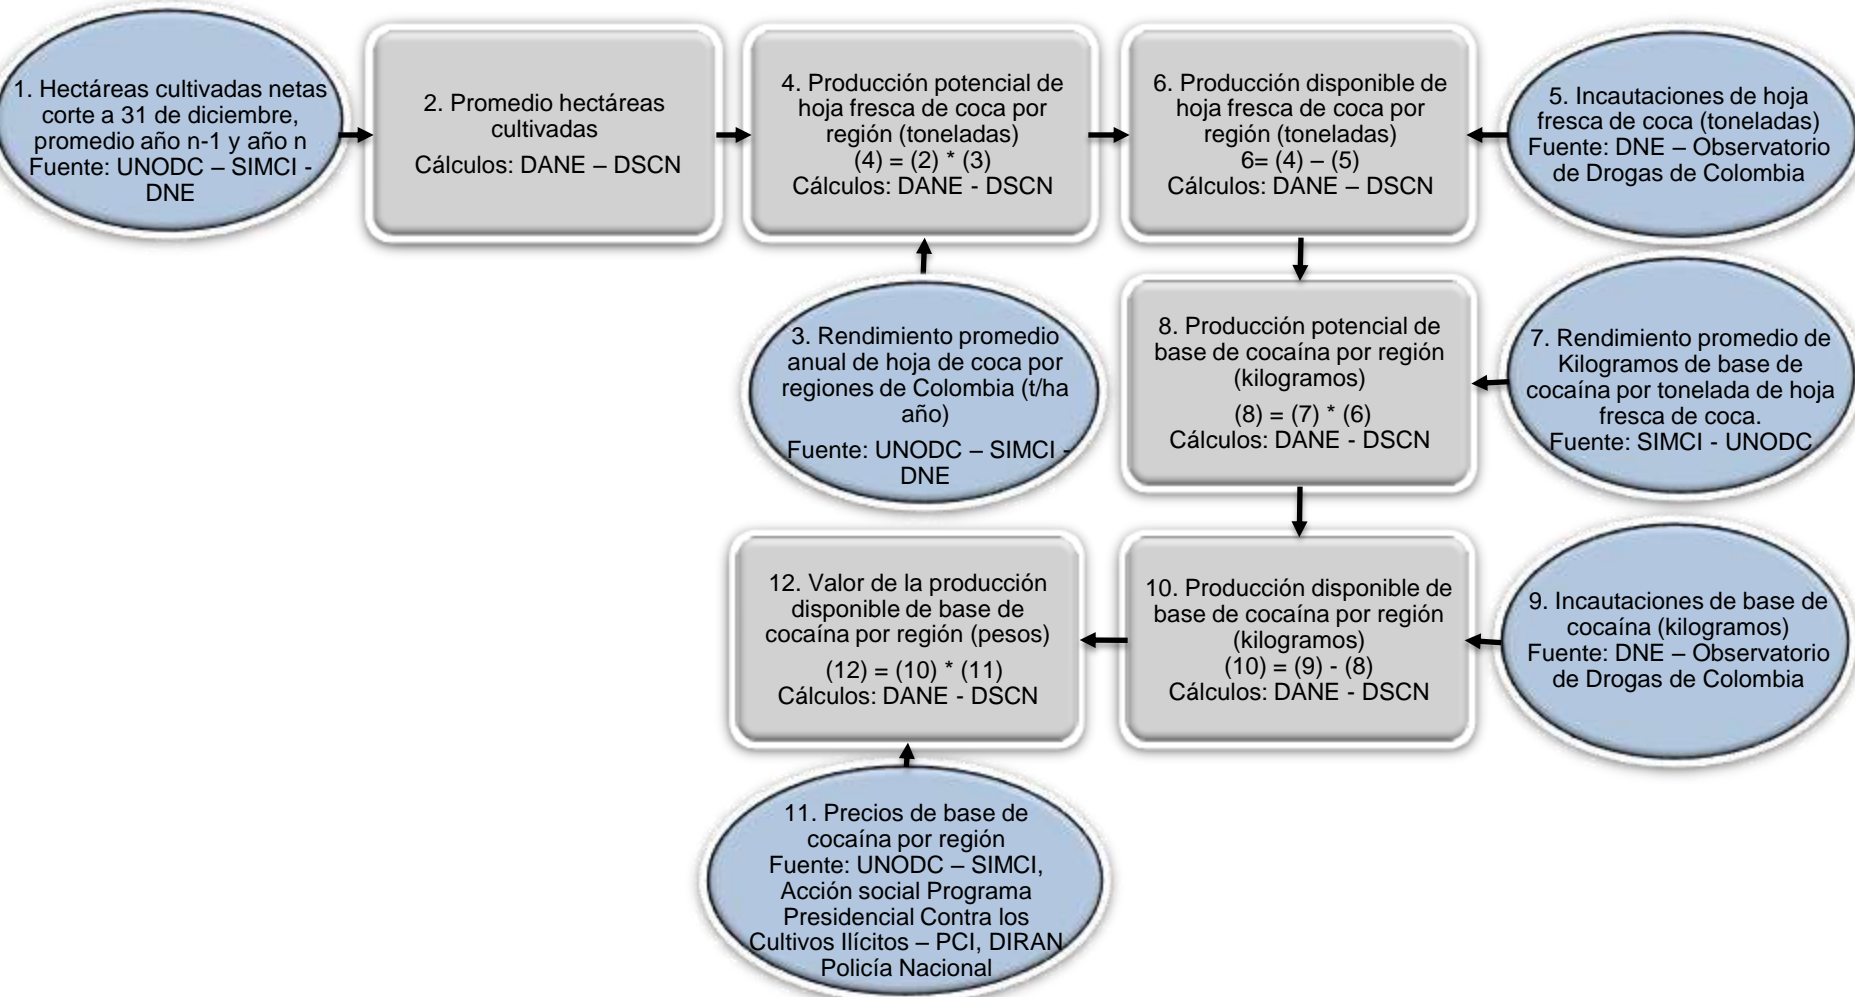 1. Hectáreas cultivadas netas
corte a 31 de diciembre,
promedio año n-1 y año n
Fuente: UNODC – SIMCI -
DNE
2. Promedio hectáreas
cultivadas
Cálculos: DANE – DSCN
4. Producción potencial de
hoja fresca de coca por
región (toneladas)
(4) = (2) * (3)
Cálculos: DANE - DSCN
6. Producción disponible de
hoja fresca de coca por
región (toneladas)
6= (4) – (5)
Cálculos: DANE – DSCN
5. Incautaciones de hoja
fresca de coca (toneladas)
Fuente: DNE – Observatorio
de Drogas de Colombia
3. Rendimiento promedio
anual de hoja de coca por
regiones de Colombia (t/ha
año)
Fuente: UNODC – SIMCI -
DNE
8. Producción potencial de
base de cocaína por región
(kilogramos)
(8) = (7) * (6)
Cálculos: DANE - DSCN
7. Rendimiento promedio de
Kilogramos de base de
cocaína por tonelada de hoja
fresca de coca.
Fuente: SIMCI - UNODC
12. Valor de la producción
disponible de base de
cocaína por región (pesos)
(12) = (10) * (11)
Cálculos: DANE - DSCN
10. Producción disponible de
base de cocaína por región
(kilogramos)
(10) = (9) - (8)
Cálculos: DANE - DSCN
9. Incautaciones de base de
cocaína (kilogramos)
Fuente: DNE – Observatorio
de Drogas de Colombia
11. Precios de base de
cocaína por región
Fuente: UNODC – SIMCI,
Acción social Programa
Presidencial Contra los
Cultivos Ilícitos – PCI, DIRAN
Policía Nacional